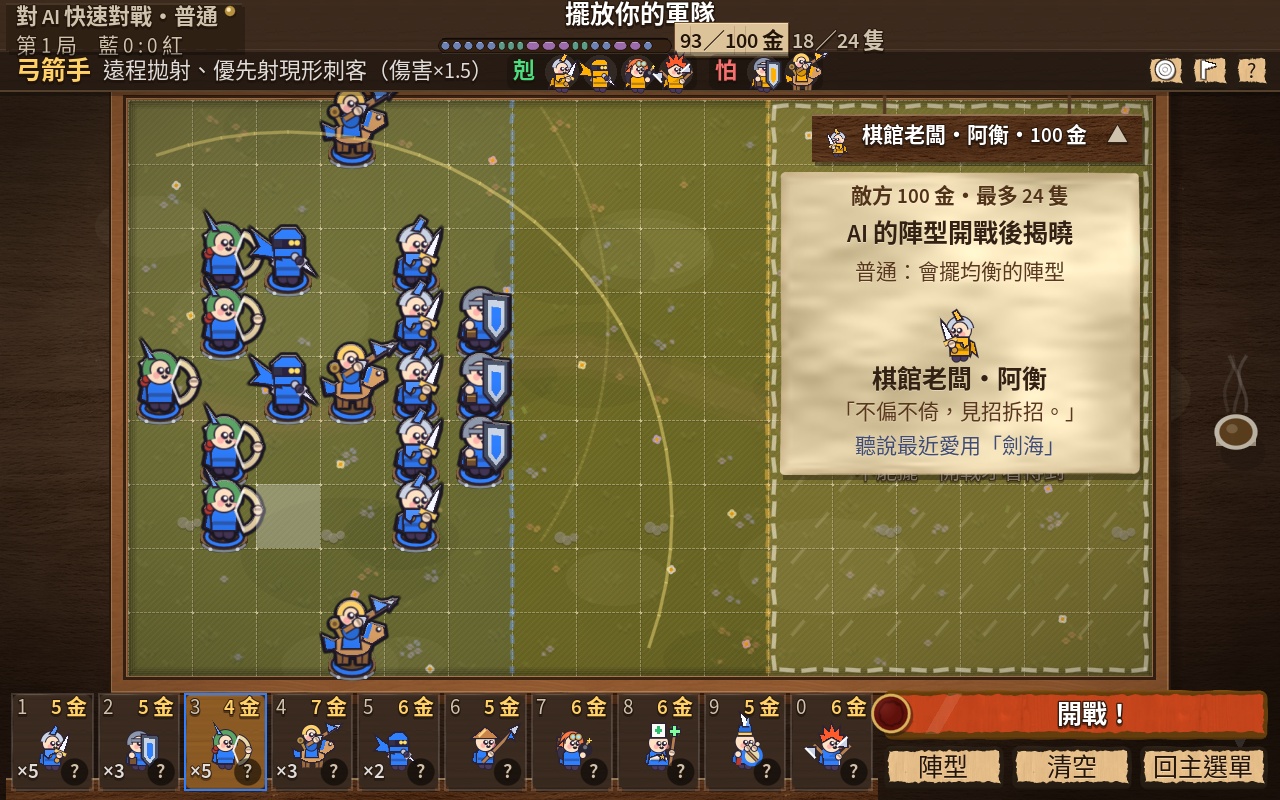 對 AI 快速對戰・普通
第 1 局　藍 0 : 0 紅
擺放你的軍隊
93／100 金
18／24 隻
弓箭手 遠程拋射、優先射現形刺客（傷害×1.5）
剋
怕
?
棋館老闆・阿衡・100 金
敵方 100 金・最多 24 隻
AI 的陣型開戰後揭曉
普通：會擺均衡的陣型
棋館老闆・阿衡
「不偏不倚，見招拆招。」
聽說最近愛用「劍海」
1 5 金 ×5 ?
2 5 金 ×3 ?
3 4 金 ×5 ?
4 7 金 ×3 ?
5 6 金 ×2 ?
6 5 金 ?
7 6 金 ?
8 6 金 ?
9 5 金 ?
0 6 金 ?
開戰！
陣型
清空
回主選單